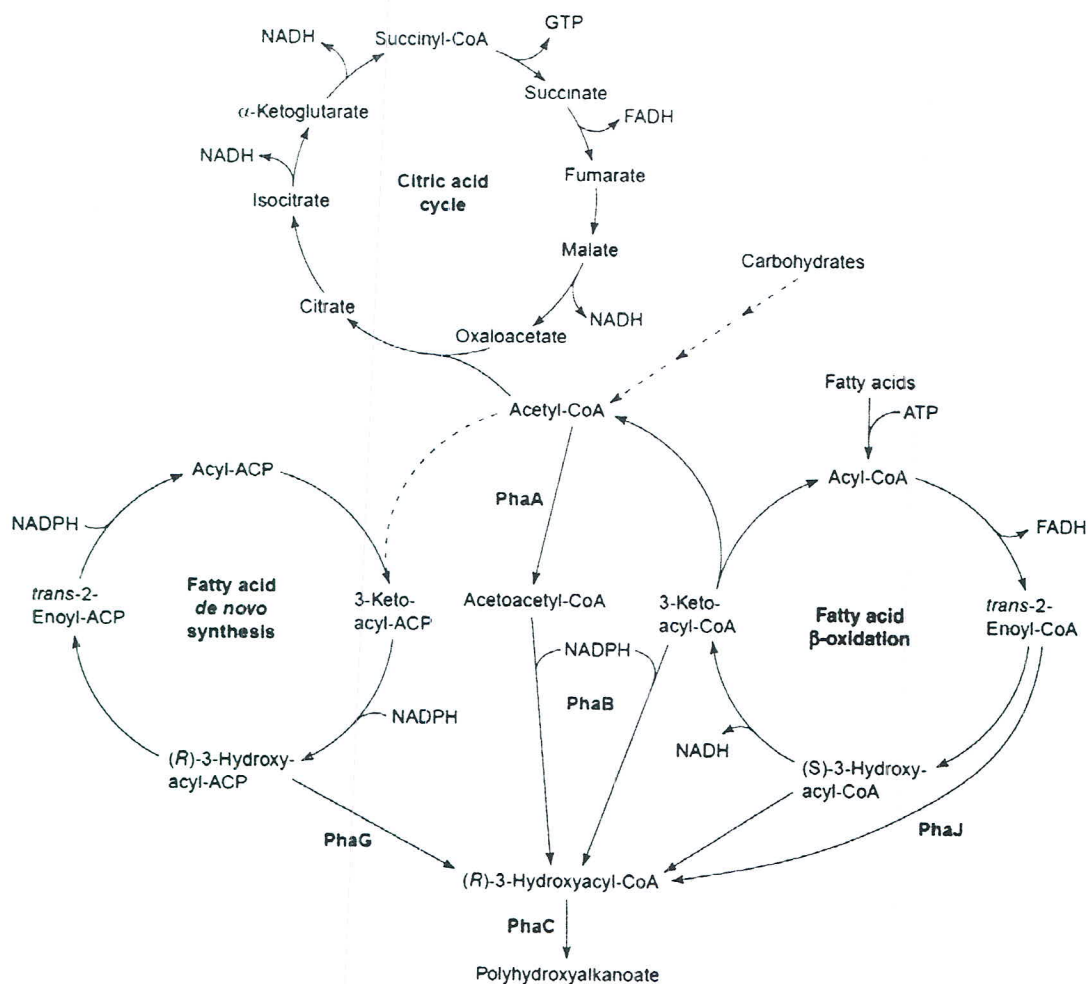 GTP
NADH
Succinyl-CoA
Succinate
α-Ketoglutarate
FADH
NADH
Citric acid
cycle
Fumarate
Isocitrate
Malate
Carbohydrates
Citrate
NADH
Oxaloacetate
Fatty acids
Acetyl-CoA
ATP
Acyl-ACP
Acyl-CoA
PhaA
NADPH
FADH
trans-2-
Enoyl-ACP
Fatty acid
de novo
synthesis
3-Keto-
acyl-ACP
Acetoacetyl-CoA
3-Keto-
acyl-CoA
Fatty acid
β-oxidation
trans-2-
Enoyl-CoA
NADPH
PhaB
NADPH
NADH
(R)-3-Hydroxy-
acyl-ACP
(S)-3-Hydroxy-
acyl-CoA
PhaG
PhaJ
(R)-3-Hydroxyacyl-CoA
PhaC
Polyhydroxyalkanoate